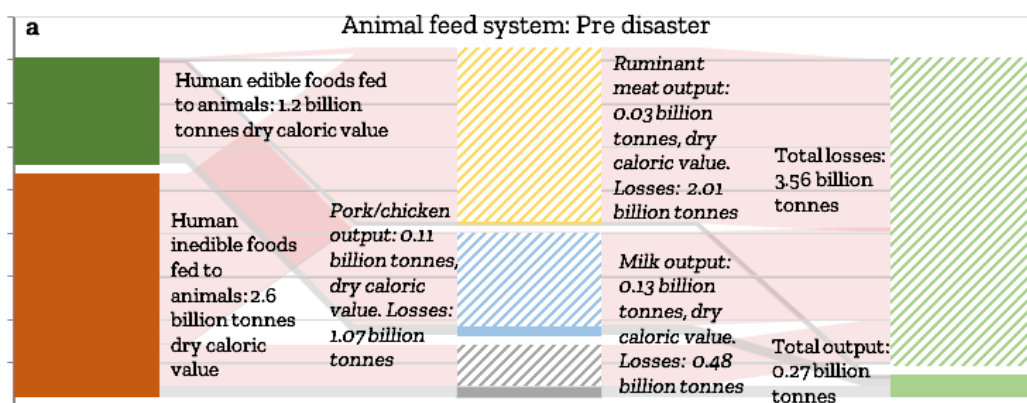 a
Animal feed system: Pre disaster
Human edible foods fed
to animals: 1.2 billion
tonnes dry caloric value
Human
inedible foods
fed to
animals: 2.6
billion tonnes
dry caloric
value
Pork/chicken
output: 0.11
billion tonnes,
dry caloric
value. Losses:
1.07 billion
tonnes
Ruminant
meat output:
0.03 billion
tonnes, dry
caloric value.
Losses: 2.01
billion tonnes
Milk output:
0.13 billion
tonnes, dry
caloric value.
Losses: 0.48
billion tonnes
Total losses:
3.56 billion
tonnes
Total output:
0.27 billion
tonnes